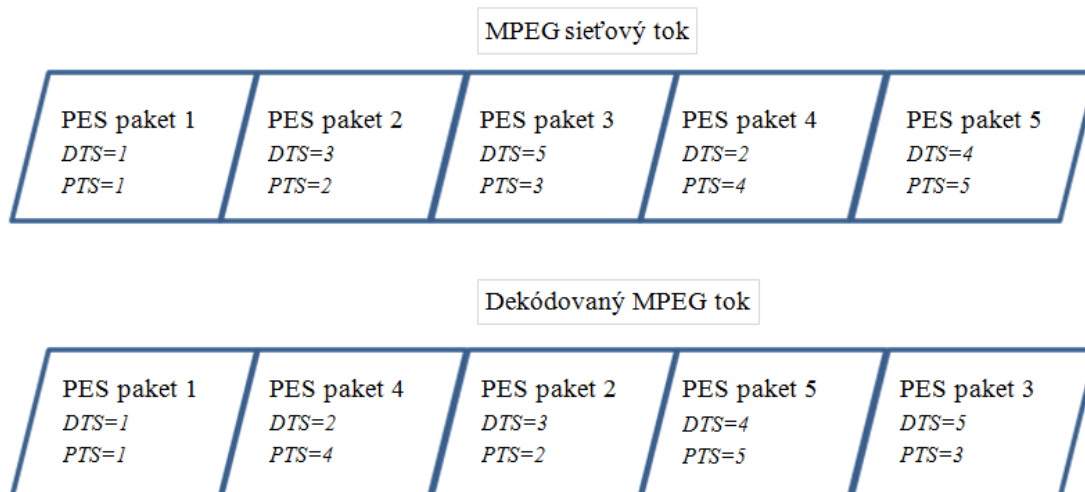 MPEG sieťový tok
PES paket 1
DTS=1
PTS=1
PES paket 2
DTS=3
PTS=2
PES paket 3
DTS=5
PTS=3
PES paket 4
DTS=2
PTS=4
PES paket 5
DTS=4
PTS=5
Dekódovaný MPEG tok
PES paket 1
DTS=1
PTS=1
PES paket 4
DTS=2
PTS=4
PES paket 2
DTS=3
PTS=2
PES paket 5
DTS=4
PTS=5
PES paket 3
DTS=5
PTS=3